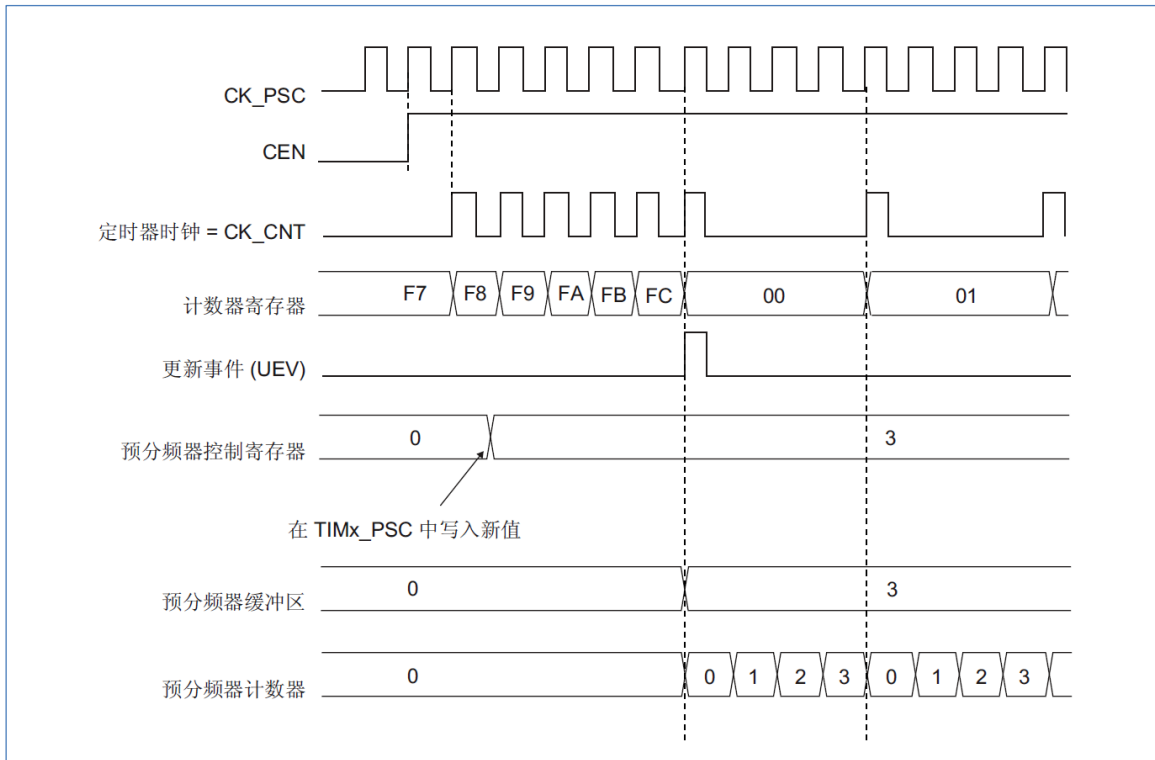 CK_PSC
CEN
定时器时钟 = CK_CNT
计数器寄存器 F7 F8 F9 FA FB FC 00 01
更新事件 (UEV)
预分频器控制寄存器 0 3
在 TIMx_PSC 中写入新值
预分频器缓冲区 0 3
预分频器计数器 0 0 1 2 3 0 1 2 3